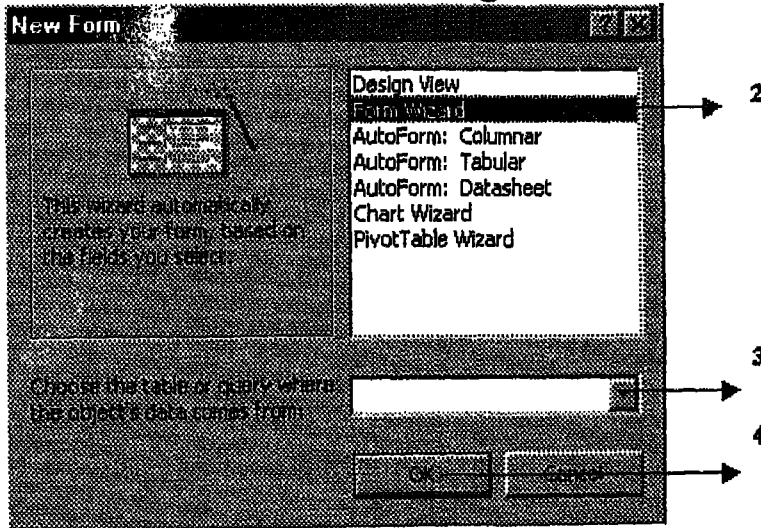 New Form
Design View
2
Form Wizard
AutoForm: Columnar
AutoForm: Tabular
AutoForm: Datasheet
Chart Wizard
PivotTable Wizard
This wizard automatically
creates your form, based on
the fields you select.
3
Choose the table or query where
the object's data comes from:
4
OK
Cancel